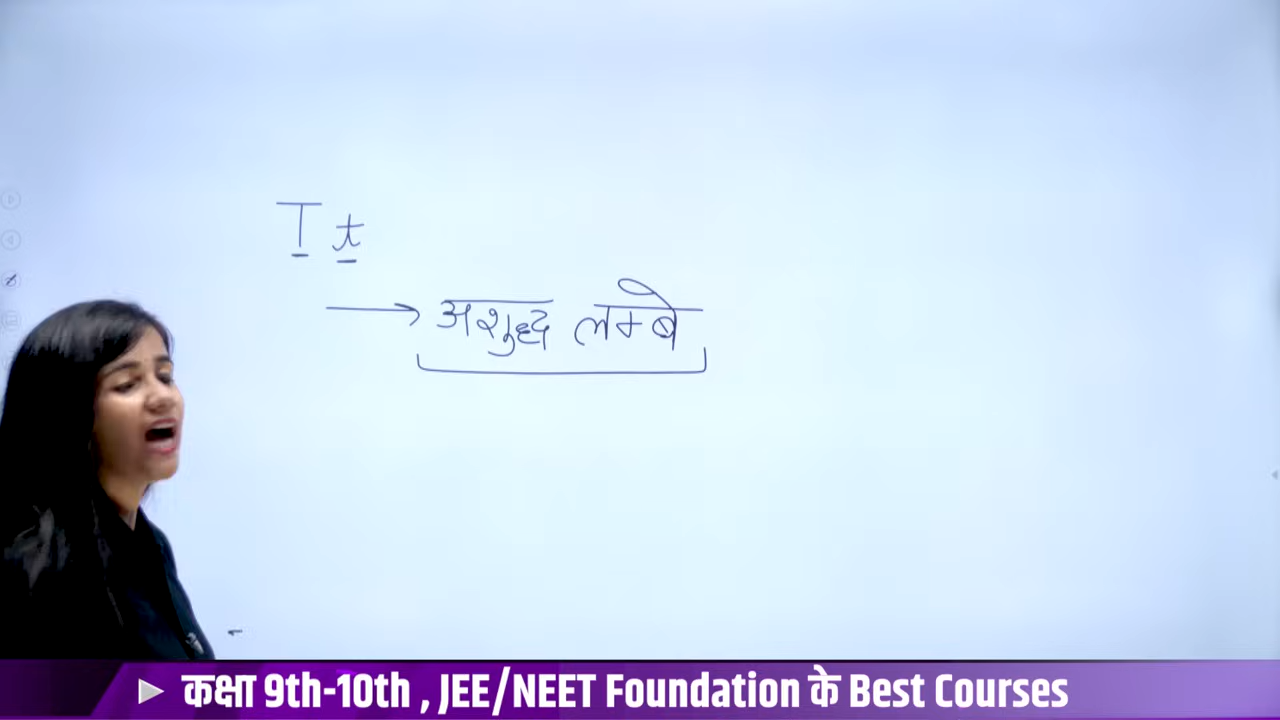 T t
→ अशुद्ध लम्बे
कक्षा 9th-10th , JEE/NEET Foundation के Best Courses